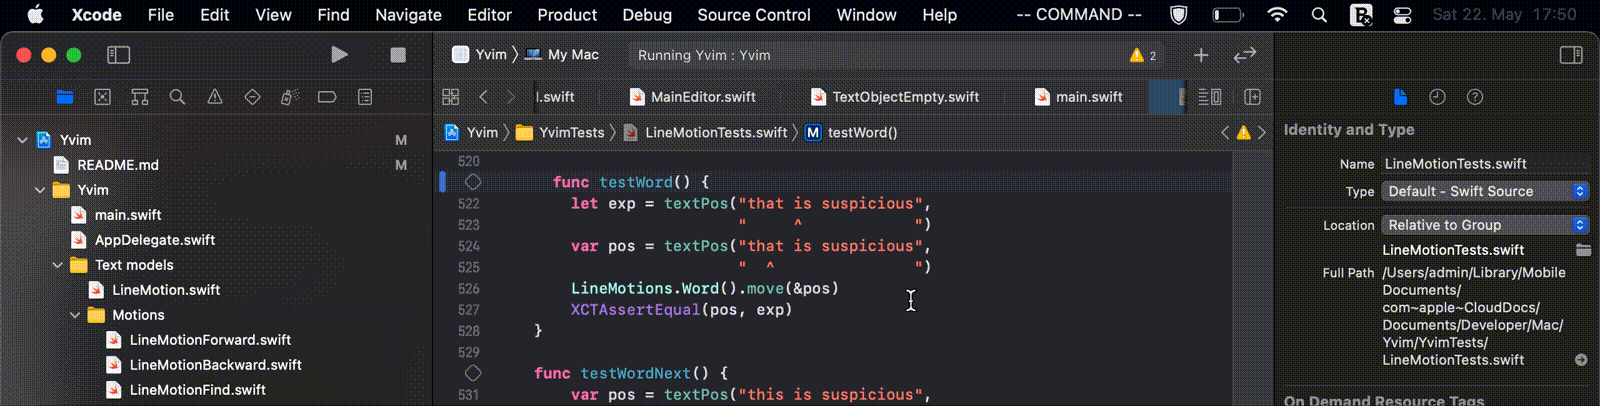 Xcode File Edit View Find Navigate Editor Product Debug Source Control Window Help -- COMMAND -- Sat 22. May 17:50
Yvim My Mac Running Yvim : Yvim 2
l.swift MainEditor.swift TextObjectEmpty.swift main.swift
Yvim YvimTests LineMotionTests.swift M testWord()
Yvim M
README.md M
Yvim
main.swift
AppDelegate.swift
Text models
LineMotion.swift
Motions
LineMotionForward.swift
LineMotionBackward.swift
LineMotionFind.swift
520
func testWord() {
522 let exp = textPos("that is suspicious",
523 " ^ ")
524 var pos = textPos("that is suspicious",
525 " ^ ")
526 LineMotions.Word().move(&pos)
527 XCTAssertEqual(pos, exp)
528 }
529
func testWordNext() {
531 var pos = textPos("this is suspicious",
Identity and Type
Name LineMotionTests.swift
Type Default - Swift Source
Location Relative to Group
LineMotionTests.swift
Full Path /Users/admin/Library/Mobile
Documents/
com~apple~CloudDocs/
Documents/Developer/Mac/
Yvim/YvimTests/
LineMotionTests.swift
On Demand Resource Tags